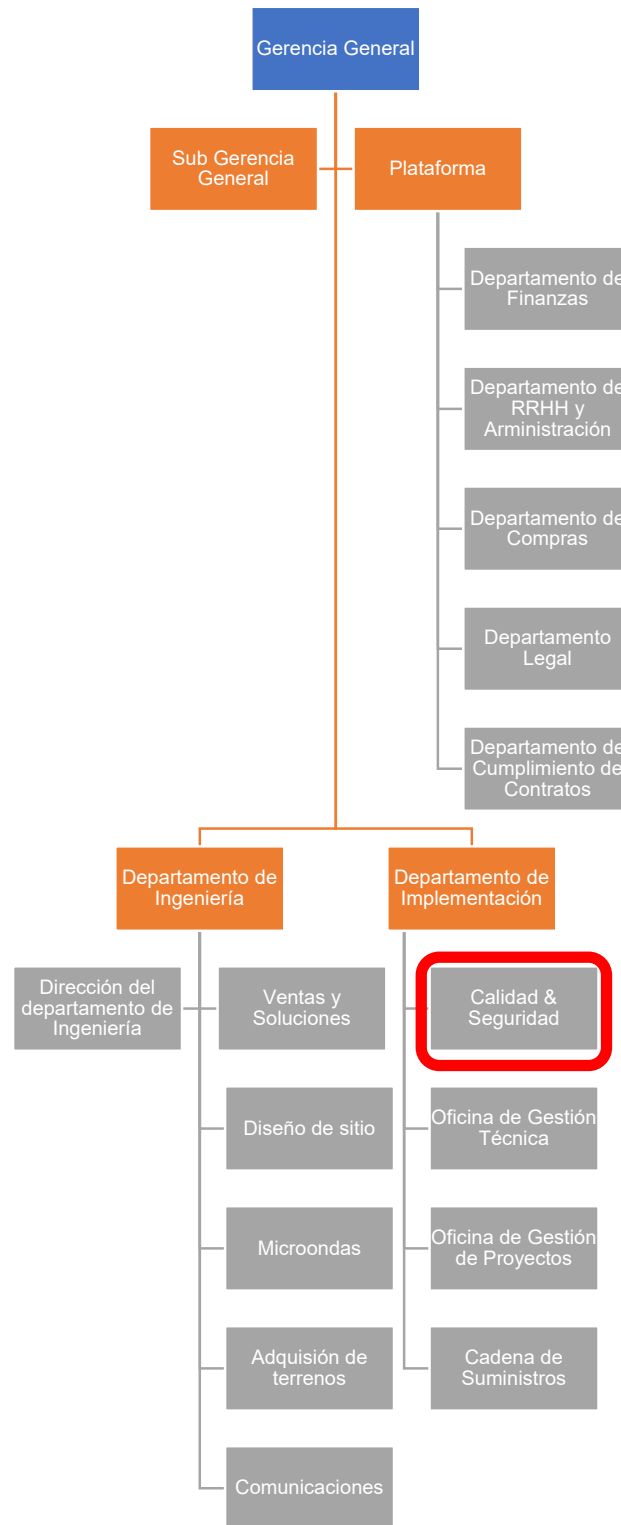 Gerencia General
Sub Gerencia
General
Plataforma
Departamento de
Finanzas
Departamento de
RRHH y
Arministración
Departamento de
Compras
Departamento
Legal
Departamento de
Cumplimiento de
Contratos
Departamento de
Ingeniería
Departamento de
Implementación
Dirección del
departamento de
Ingeniería
Ventas y
Soluciones
Calidad &
Seguridad
Diseño de sitio
Oficina de Gestión
Técnica
Microondas
Oficina de Gestión
de Proyectos
Adquisión de
terrenos
Cadena de
Suministros
Comunicaciones